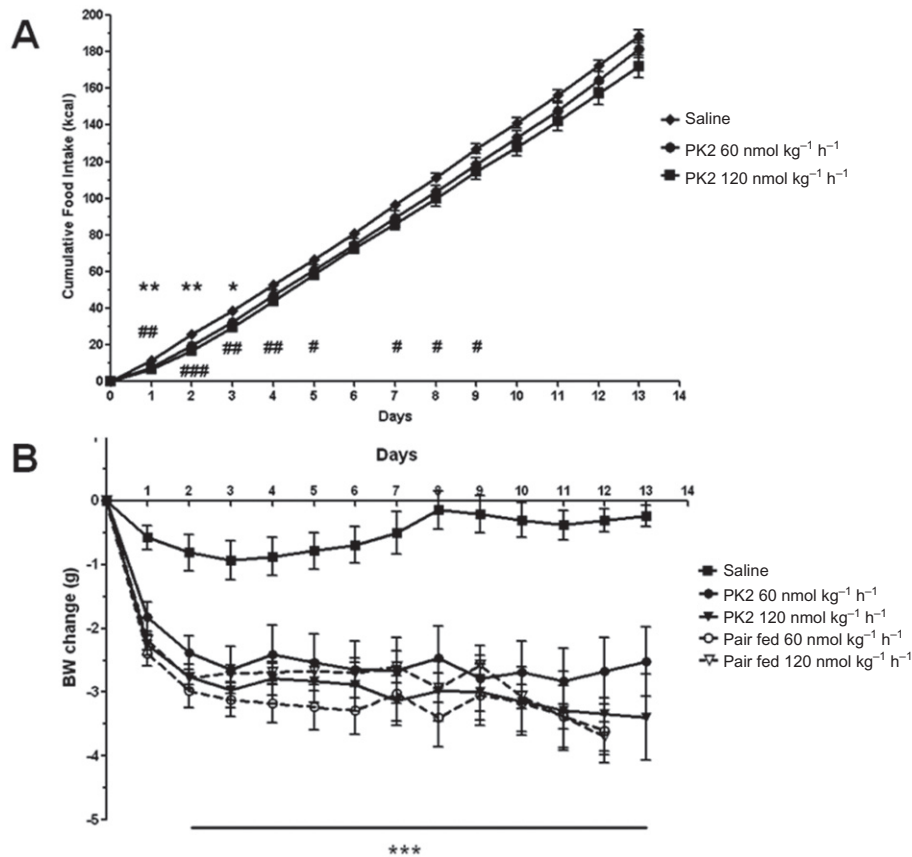 A
Cumulative Food Intake (kcal)
200
180
160
140
120
100
80
60
40
20
0
** ** *
## ### ## ## # # # #
0 1 2 3 4 5 6 7 8 9 10 11 12 13 14
Days
Saline
PK2 60 nmol kg⁻¹ h⁻¹
PK2 120 nmol kg⁻¹ h⁻¹
B
Days
BW change (g)
1 2 3 4 5 6 7 8 9 10 11 12 13 14
0
-1
-2
-3
-4
-5
Saline
PK2 60 nmol kg⁻¹ h⁻¹
PK2 120 nmol kg⁻¹ h⁻¹
Pair fed 60 nmol kg⁻¹ h⁻¹
Pair fed 120 nmol kg⁻¹ h⁻¹
***